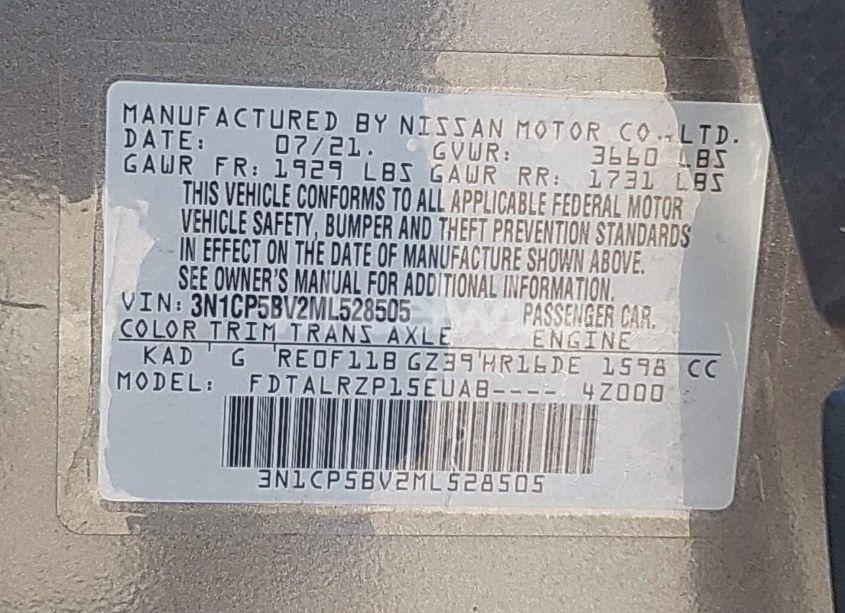 MANUFACTURED BY NISSAN MOTOR CO., LTD.
DATE: 07/21. GVWR: 3660 LBS
GAWR FR: 1929 LBS GAWR RR: 1731 LBS
THIS VEHICLE CONFORMS TO ALL APPLICABLE FEDERAL MOTOR
VEHICLE SAFETY, BUMPER AND THEFT PREVENTION STANDARDS
IN EFFECT ON THE DATE OF MANUFACTURE SHOWN ABOVE.
SEE OWNER'S MANUAL FOR ADDITIONAL INFORMATION.
VIN: 3N1CP5BV2ML528505 PASSENGER CAR.
COLOR TRIM TRANS AXLE ENGINE
KAD G RE0F11B GZ39 HR16DE 1598 CC
MODEL: FDTALRZP15EUAB---- 4Z000
3N1CP5BV2ML528505